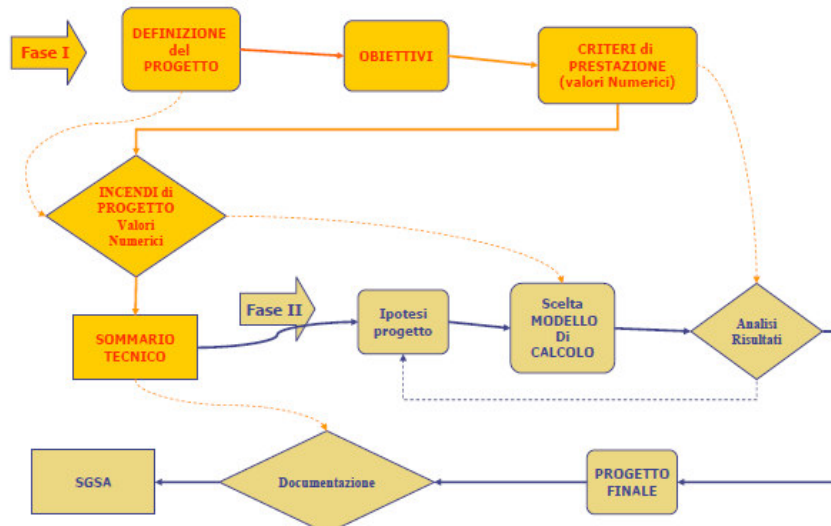 Fase I
DEFINIZIONE
del
PROGETTO
OBIETTIVI
CRITERI di
PRESTAZIONE
(valori Numerici)
INCENDI di
PROGETTO
Valori
Numerici
SOMMARIO
TECNICO
Fase II
Ipotesi
progetto
Scelta
MODELLO
Di
CALCOLO
Analisi
Risultati
SGSA
Documentazione
PROGETTO
FINALE